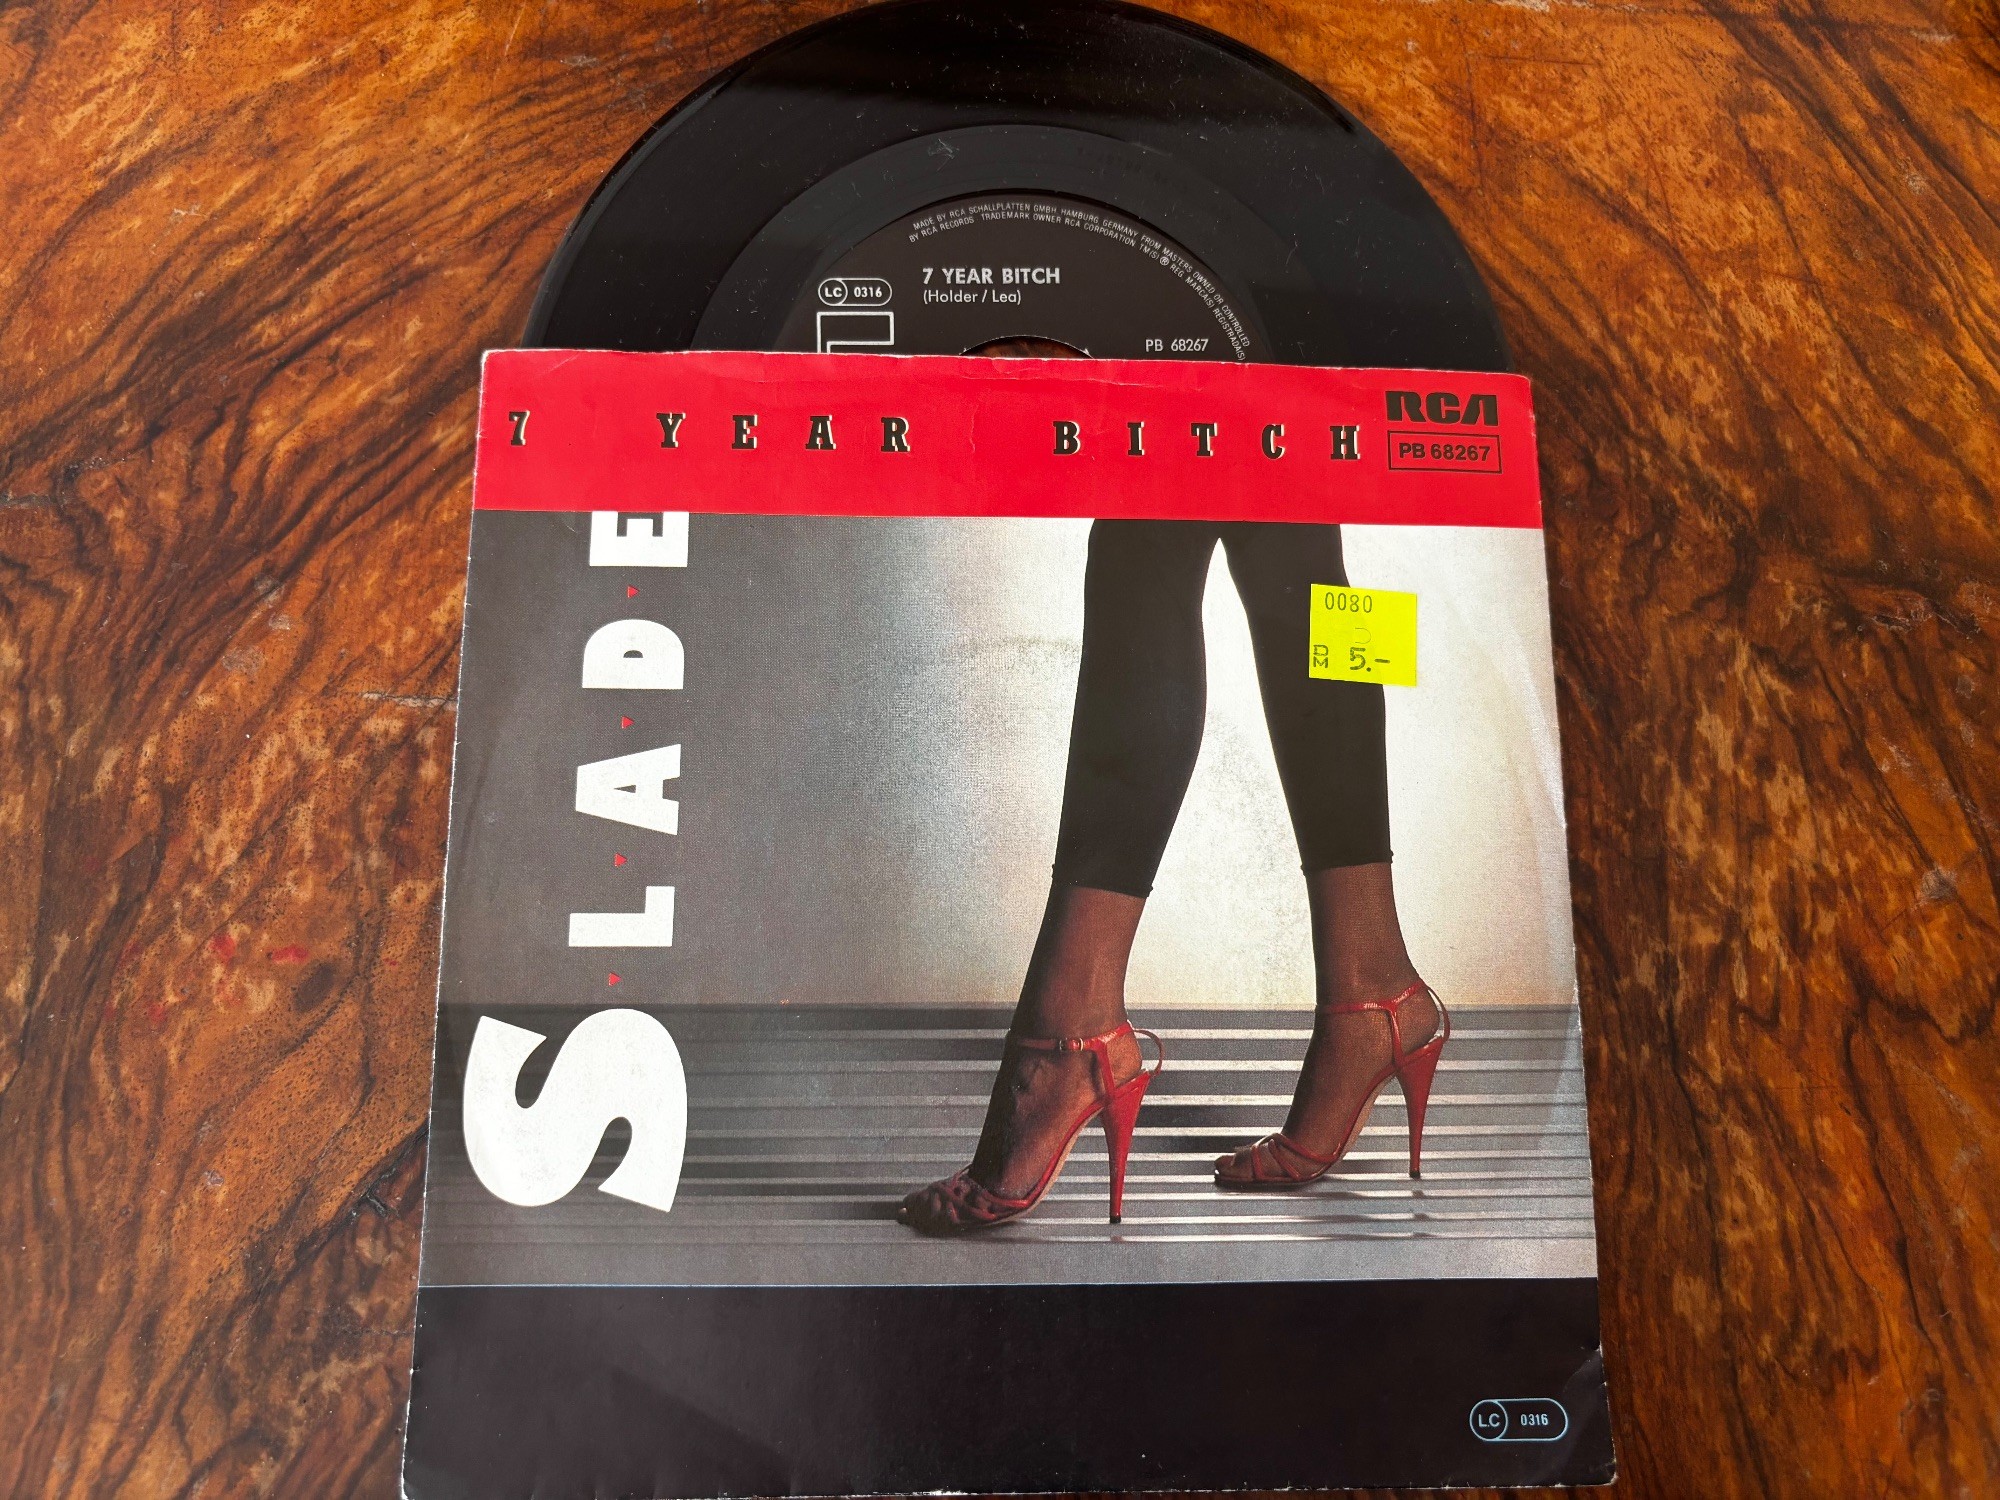 MADE BY RCA SCHALLPLATTEN GMBH, HAMBURG, GERMANY FROM MASTERS OWNED OR CONTROLLED
BY RCA RECORDS TRADEMARK OWNER RCA CORPORATION TM(S) ® REG. MARCA(S) REGISTRADA(S)
7 YEAR BITCH
(Holder / Lea)
LC 0316
PB 68267
7 YEAR BITCH
RCA
PB 68267
SLADE
0080
DM 5.-
LC 0316